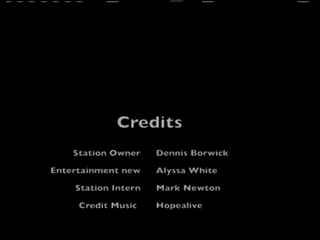 Credits
Station Owner Dennis Borwick
Entertainment new Alyssa White
Station Intern Mark Newton
Credit Music Hopealive